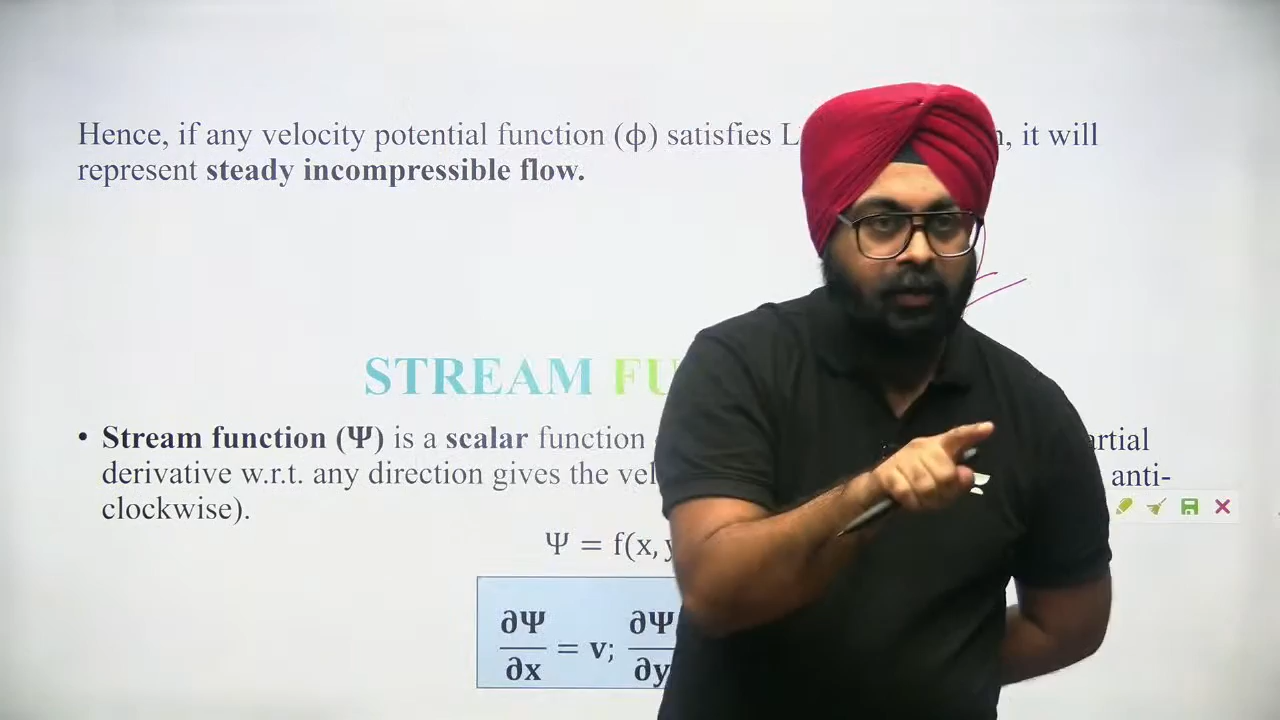 Hence, if any velocity potential function (ϕ) satisfies L , it will
represent steady incompressible flow.
STREAM FU
• Stream function (Ψ) is a scalar function artial
derivative w.r.t. any direction gives the vel anti-
clockwise).
Ψ = f(x, y
∂Ψ/∂x = v; ∂Ψ/∂y